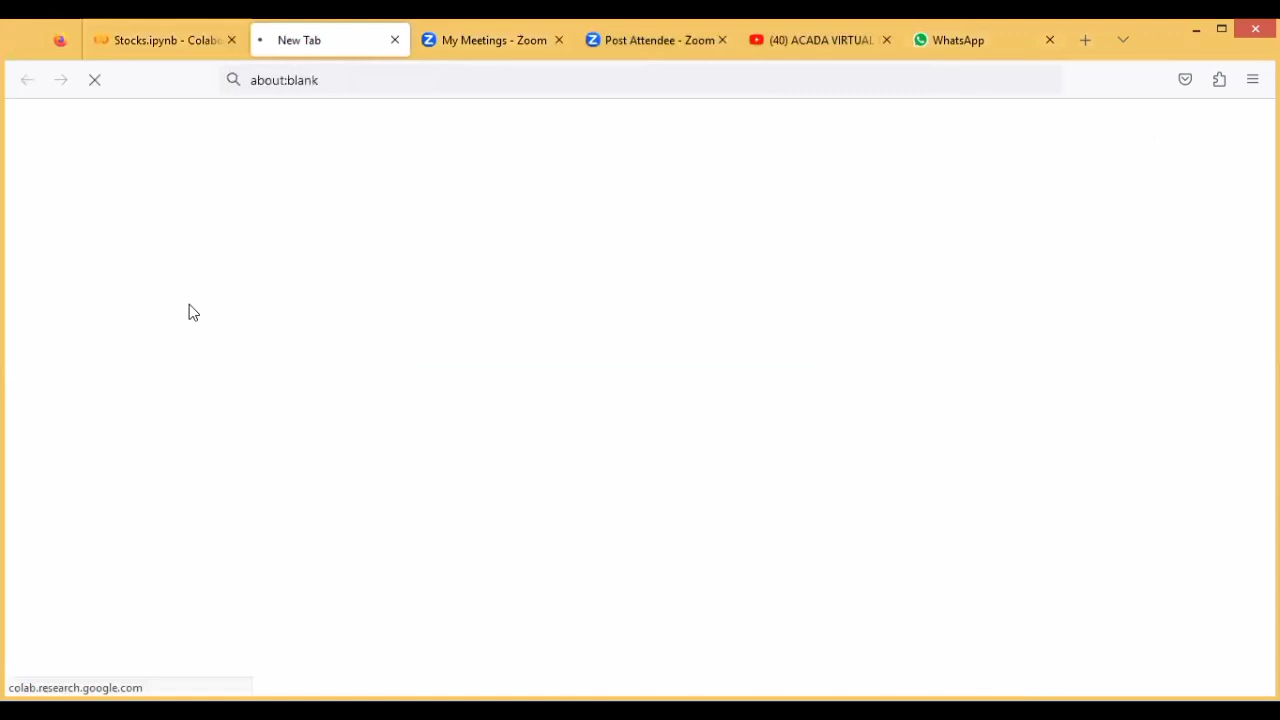 Stocks.ipynb - Colabo
New Tab
My Meetings - Zoom
Post Attendee - Zoom
(40) ACADA VIRTUAL
WhatsApp
about:blank
colab.research.google.com